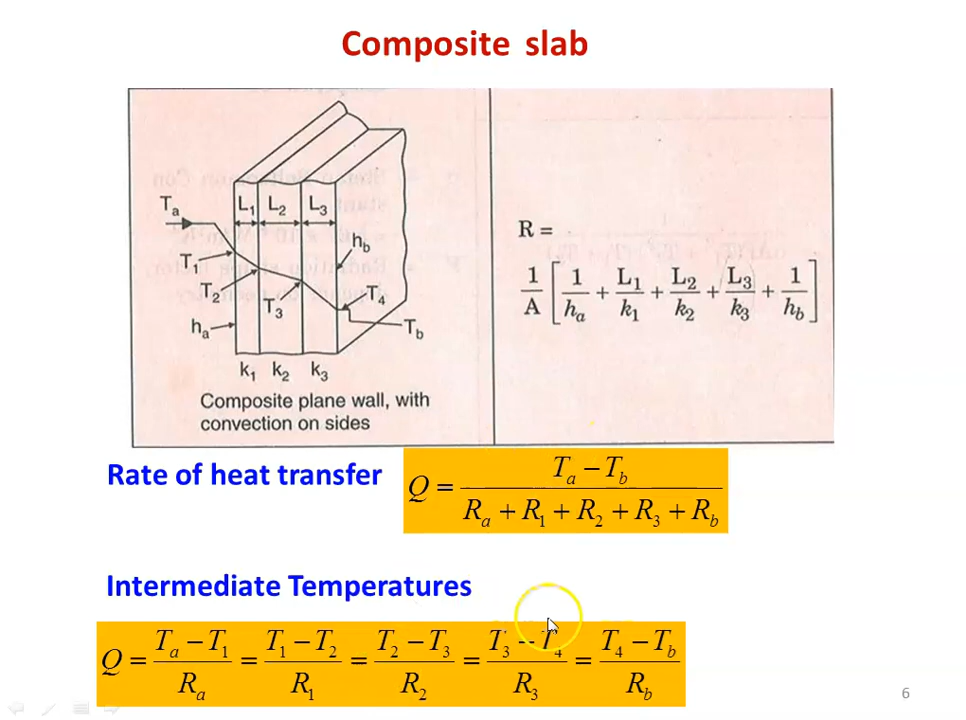 Composite slab
L1 L2 L3
Ta
hb
T1
T2
T3
T4
ha
Tb
k1 k2 k3
Composite plane wall, with
convection on sides
R =
1/A [ 1/ha + L1/k1 + L2/k2 + L3/k3 + 1/hb ]
Rate of heat transfer
Q = (Ta − Tb) / (Ra + R1 + R2 + R3 + Rb)
Intermediate Temperatures
Q = (Ta − T1)/Ra = (T1 − T2)/R1 = (T2 − T3)/R2 = (T3 − T4)/R3 = (T4 − Tb)/Rb
6